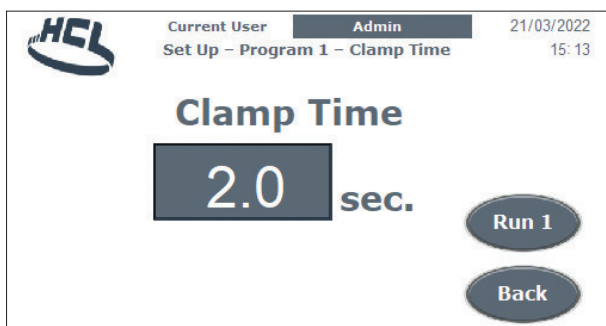 HCL
Current User Admin 21/03/2022
Set Up – Program 1 – Clamp Time 15:13
Clamp Time
2.0 sec.
Run 1
Back